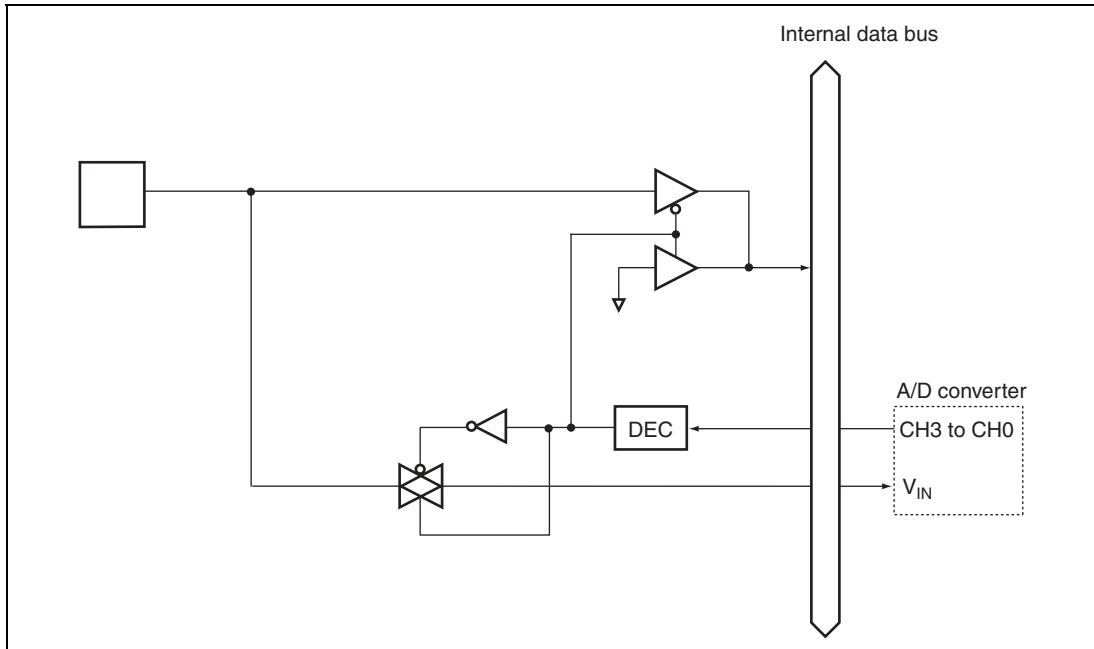 Internal data bus
A/D converter
DEC
CH3 to CH0
VIN